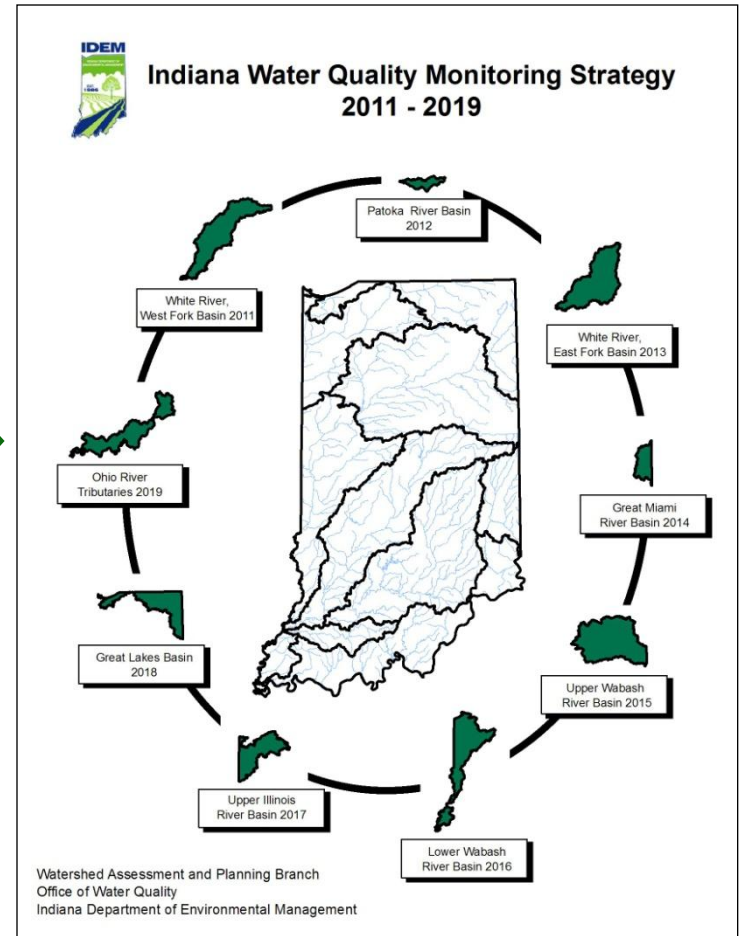 IDEM
Indiana Water Quality Monitoring Strategy
2011 - 2019
Patoka River Basin
2012
White River,
West Fork Basin 2011
White River,
East Fork Basin 2013
Ohio River
Tributaries 2019
Great Miami
River Basin 2014
Great Lakes Basin
2018
Upper Wabash
River Basin 2015
Upper Illinois
River Basin 2017
Lower Wabash
River Basin 2016
Watershed Assessment and Planning Branch
Office of Water Quality
Indiana Department of Environmental Management